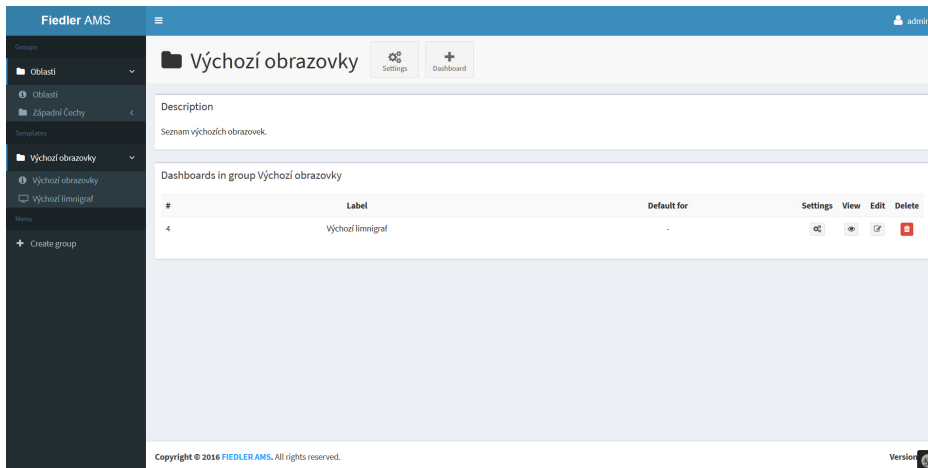 Fiedler AMS
admin
Groups
Oblasti
Oblasti
Západní Čechy
Templates
Výchozí obrazovky
Výchozí obrazovky
Výchozí limnigraf
Menu
Create group
Výchozí obrazovky
Settings
Dashboard
Description
Seznam výchozích obrazovek.
Dashboards in group Výchozí obrazovky
# Label Default for Settings View Edit Delete
4 Výchozí limnigraf -
Copyright © 2016 FIEDLER AMS. All rights reserved.
Version